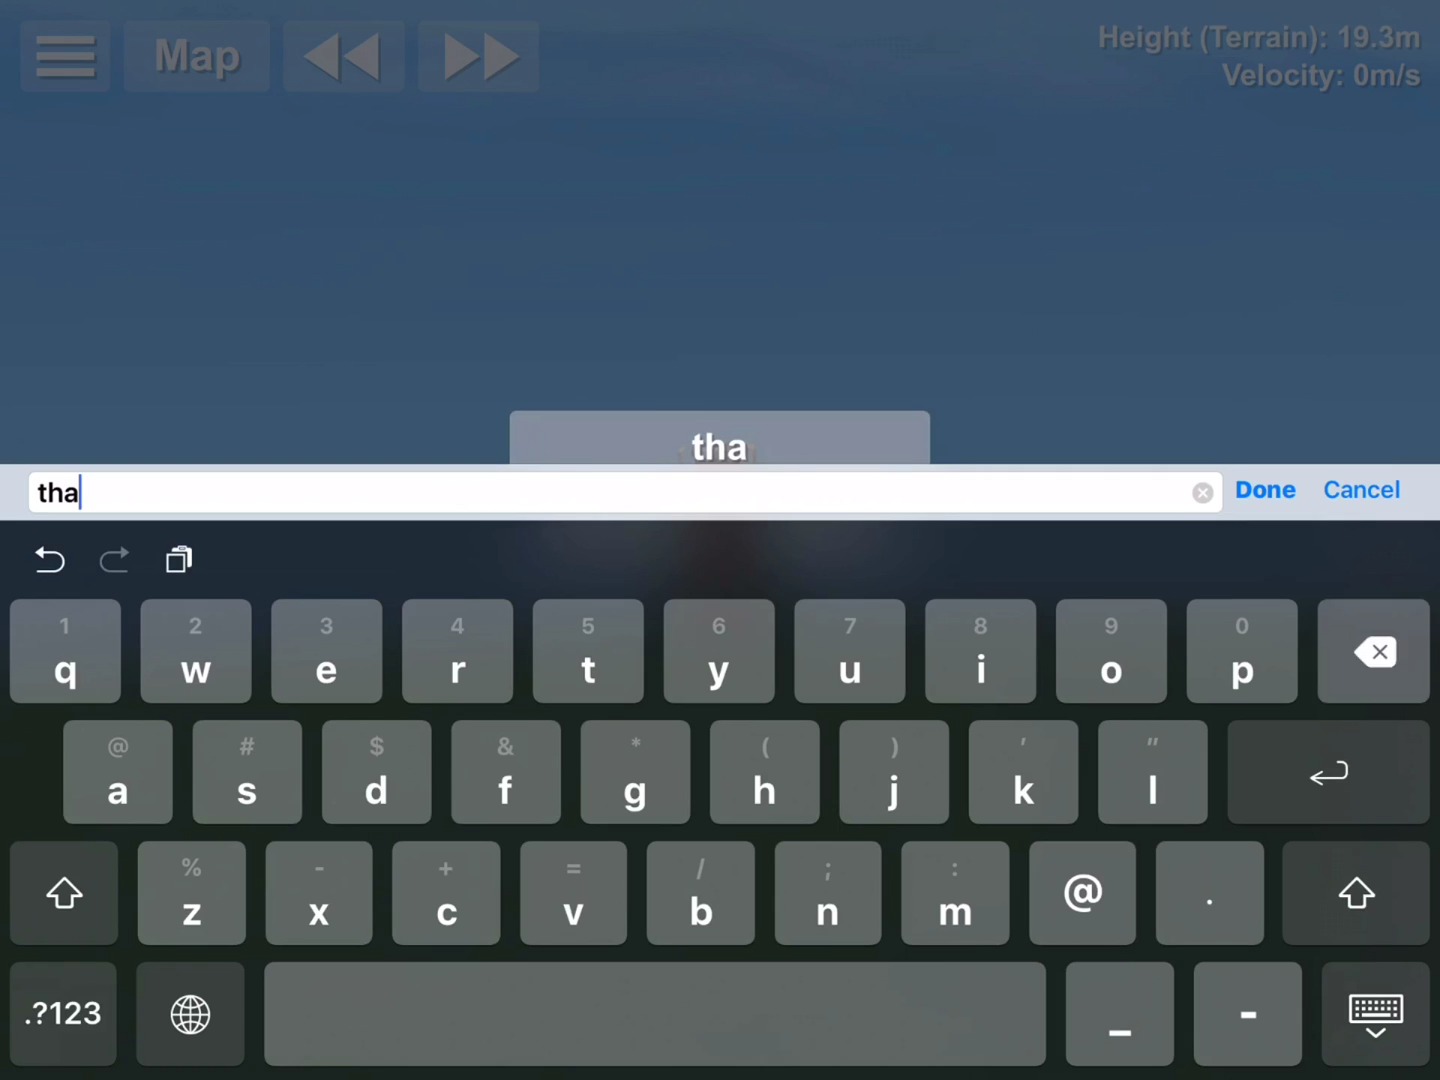 Map
Height (Terrain): 19.3m
Velocity: 0m/s
tha
tha
Done
Cancel
1 2 3 4 5 6 7 8 9 0
q w e r t y u i o p
@ # $ & * ( ) ' "
a s d f g h j k l
% - + = / ; :
z x c v b n m @ .
.?123 _ -